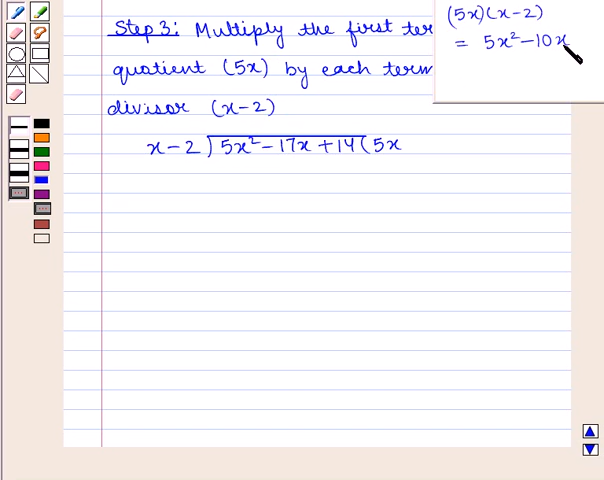 Step 3: Multiply the first ter
quotient (5x) by each term
divisor (x-2)
x-2)5x²-17x+14(5x
(5x)(x-2)
= 5x²-10x